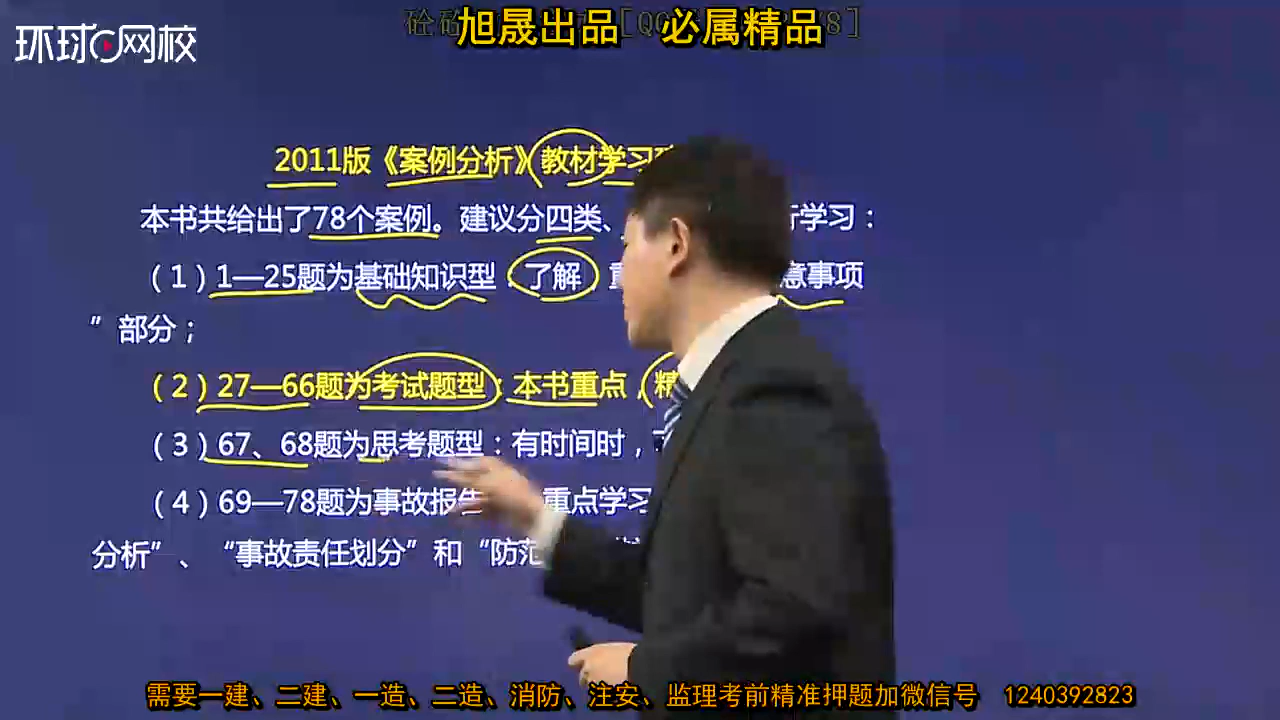 旭晟出品 必属精品
环球网校
2011版《案例分析》教材学习
本书共给出了78个案例。建议分四类、行学习：
（1）1—25题为基础知识型，了解意事项
”部分；
（2）27—66题为考试题型：本书重点，精
（3）67、68题为思考题型：有时间时，
（4）69—78题为事故报告重点学习
分析”、“事故责任划分”和“防范
需要一建、二建、一造、二造、消防、注安、监理考前精准押题加微信号 1240392823